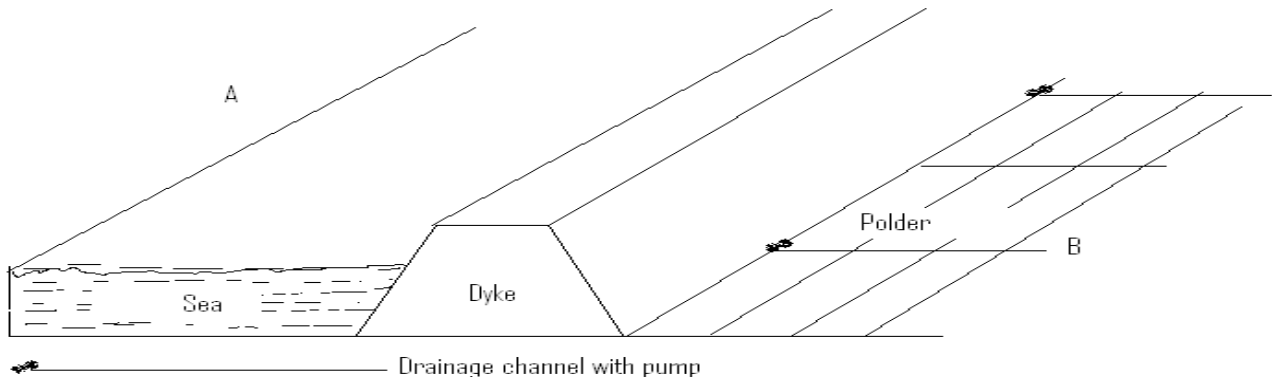 A
Polder
B
Sea
Dyke
Drainage channel with pump